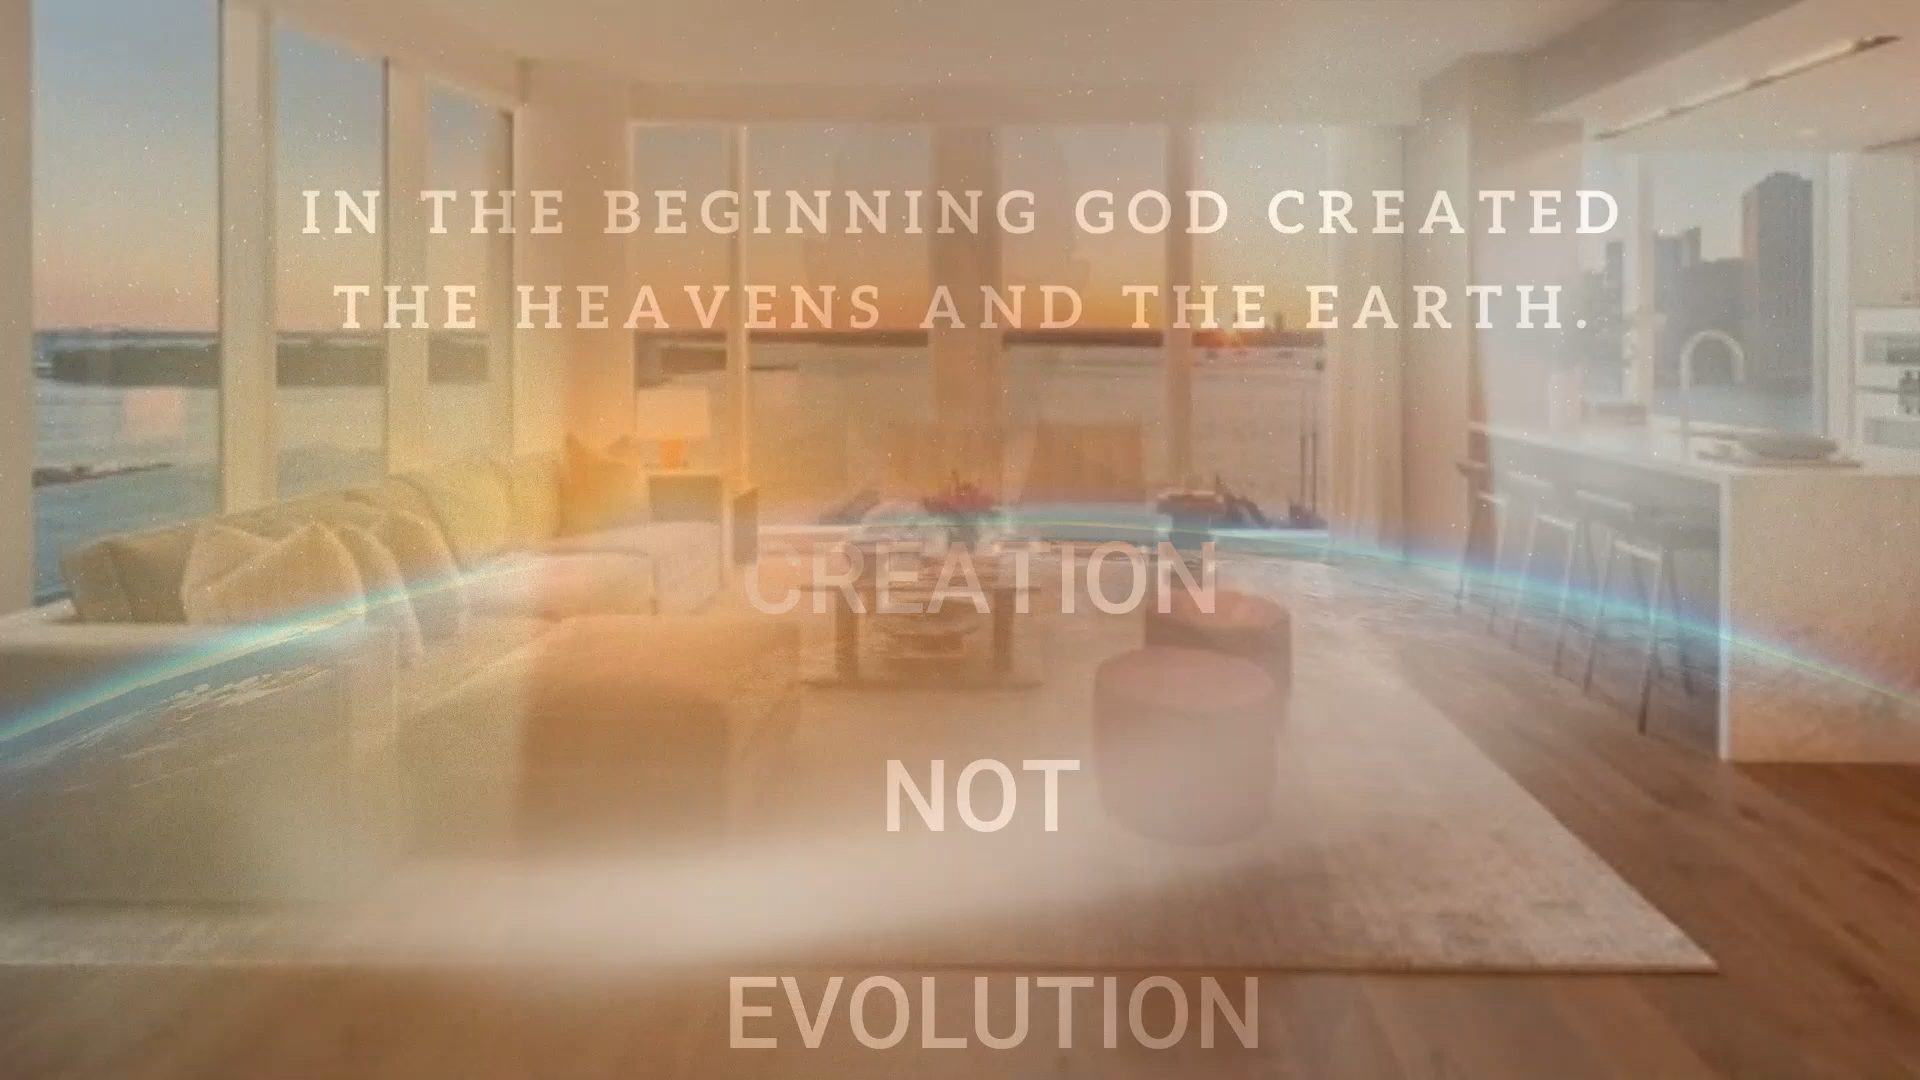 IN THE BEGINNING GOD CREATED
THE HEAVENS AND THE EARTH.
CREATION
NOT
EVOLUTION